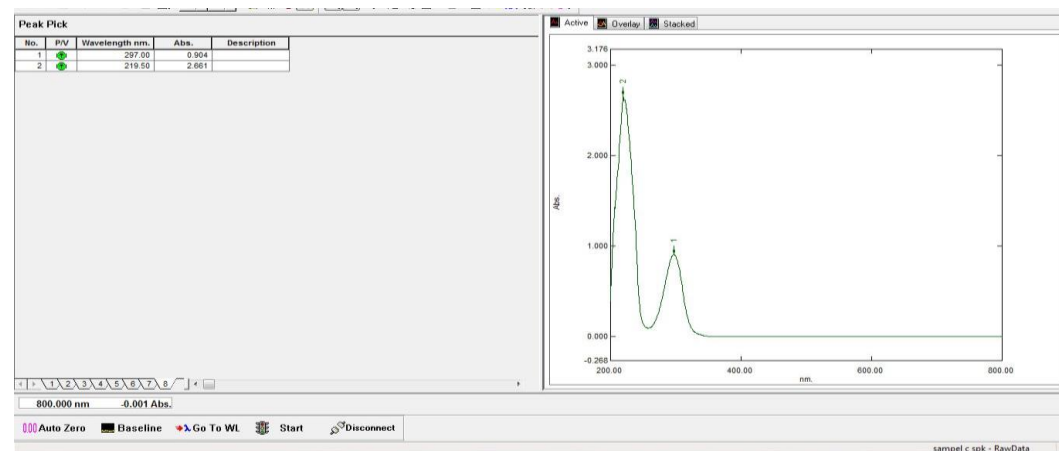 Peak Pick
No. P/V Wavelength nm. Abs. Description
1 297.00 0.904
2 219.50 2.661
Active Overlay Stacked
3.176
3.000
2.000
1.000
0.000
-0.268
Abs.
2
1
200.00 400.00 600.00 800.00
nm.
1 2 3 4 5 6 7 8
800.000 nm -0.001 Abs.
0.00 Auto Zero Baseline λ Go To WL Start Disconnect
sampel c.spk - RawData